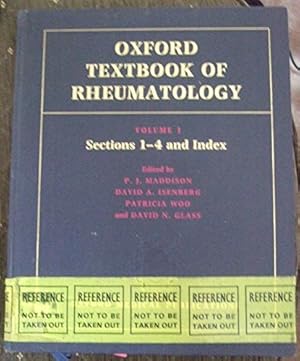 OXFORD
TEXTBOOK OF
RHEUMATOLOGY
VOLUME 1
Sections 1–4 and Index
Edited by
P. J. MADDISON
DAVID A. ISENBERG
PATRICIA WOO
and DAVID N. GLASS
REFERENCE REFERENCE REFERENCE REFERENCE REFERENCE
NOT TO BE NOT TO BE NOT TO BE NOT TO BE NOT TO BE
TAKEN OUT TAKEN OUT TAKEN OUT TAKEN OUT TAKEN OUT